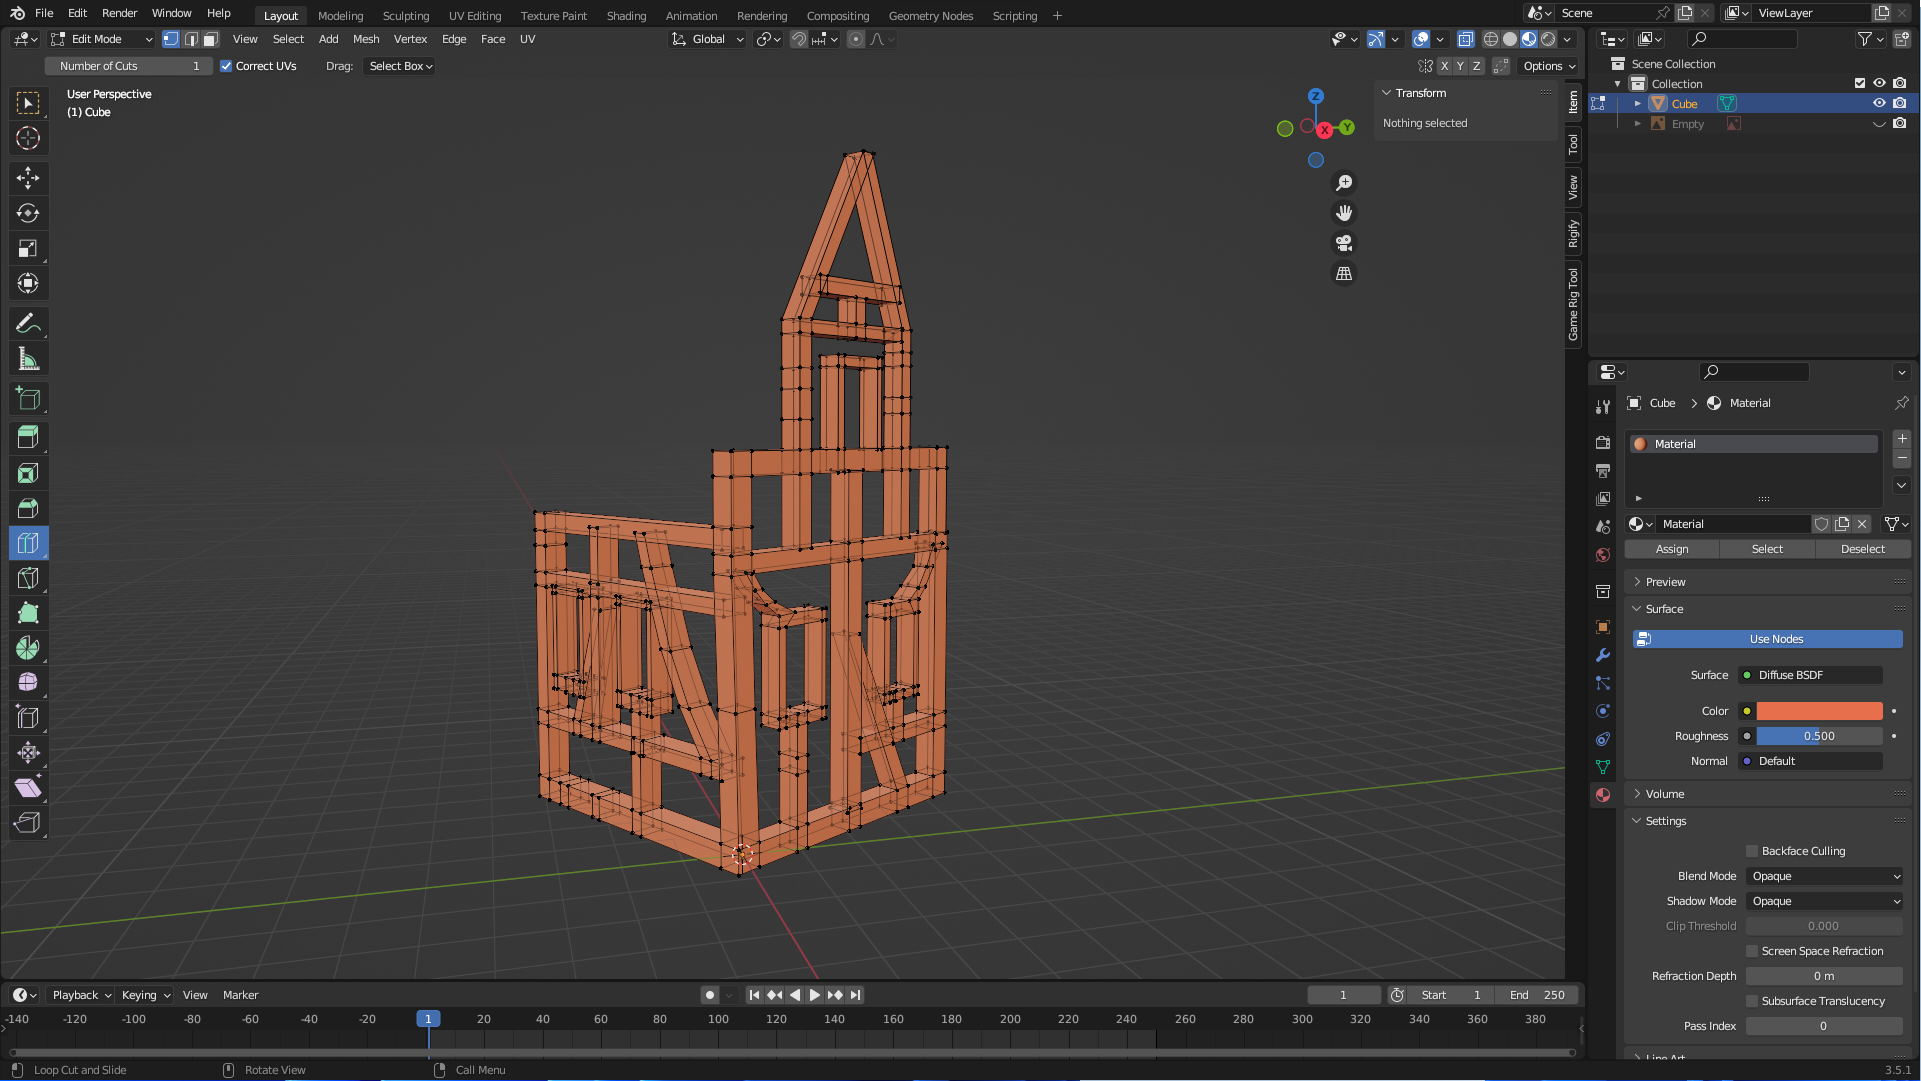 File Edit Render Window Help Layout Modeling Sculpting UV Editing Texture Paint Shading Animation Rendering Compositing Geometry Nodes Scripting + Scene ViewLayer
Edit Mode View Select Add Mesh Vertex Edge Face UV Global
Number of Cuts 1 Correct UVs Drag: Select Box X Y Z Options
User Perspective
(1) Cube
Z
X
Y
Transform
Nothing selected
Item
Tool
View
Rigify
Game Rig Tool
Scene Collection
Collection
Cube
Empty
Cube > Material
Material
Material
Assign Select Deselect
Preview
Surface
Use Nodes
Surface Diffuse BSDF
Color
Roughness 0.500
Normal Default
Volume
Settings
Backface Culling
Blend Mode Opaque
Shadow Mode Opaque
Clip Threshold 0.000
Screen Space Refraction
Refraction Depth 0 m
Subsurface Translucency
Pass Index 0
Line Art
Playback Keying View Marker 1 Start 1 End 250
-140 -120 -100 -80 -60 -40 -20 1 20 40 60 80 100 120 140 160 180 200 220 240 260 280 300 320 340 360 380
Loop Cut and Slide Rotate View Call Menu 3.5.1